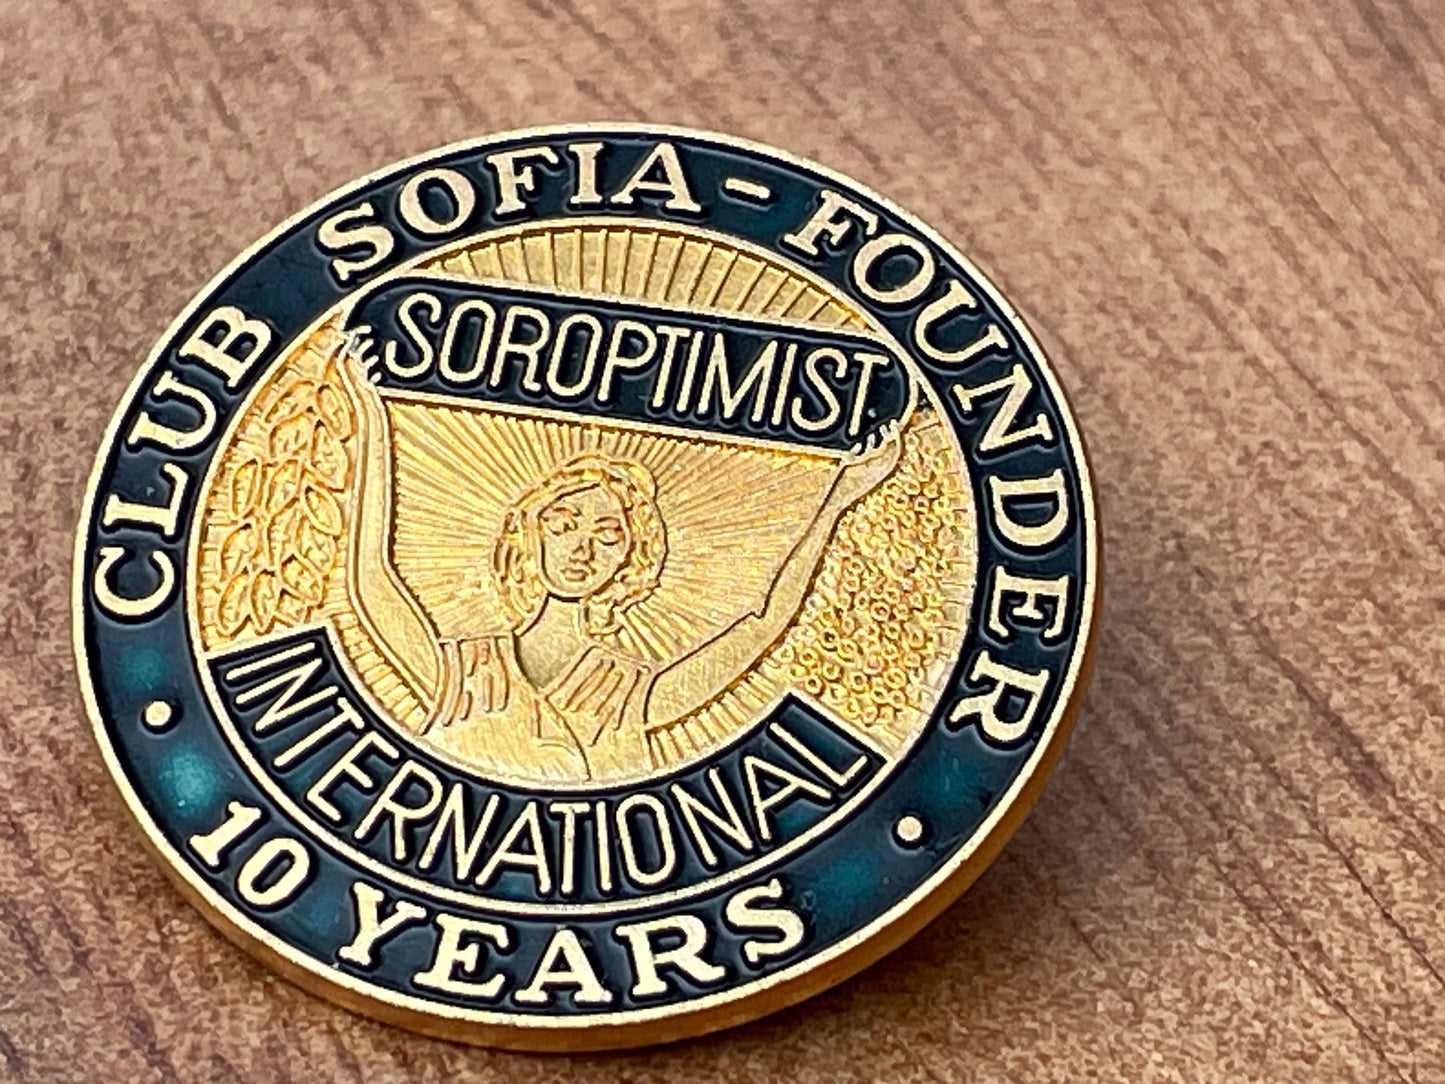 CLUB SOFIA - FOUNDER
SOROPTIMIST
INTERNATIONAL
· 10 YEARS ·